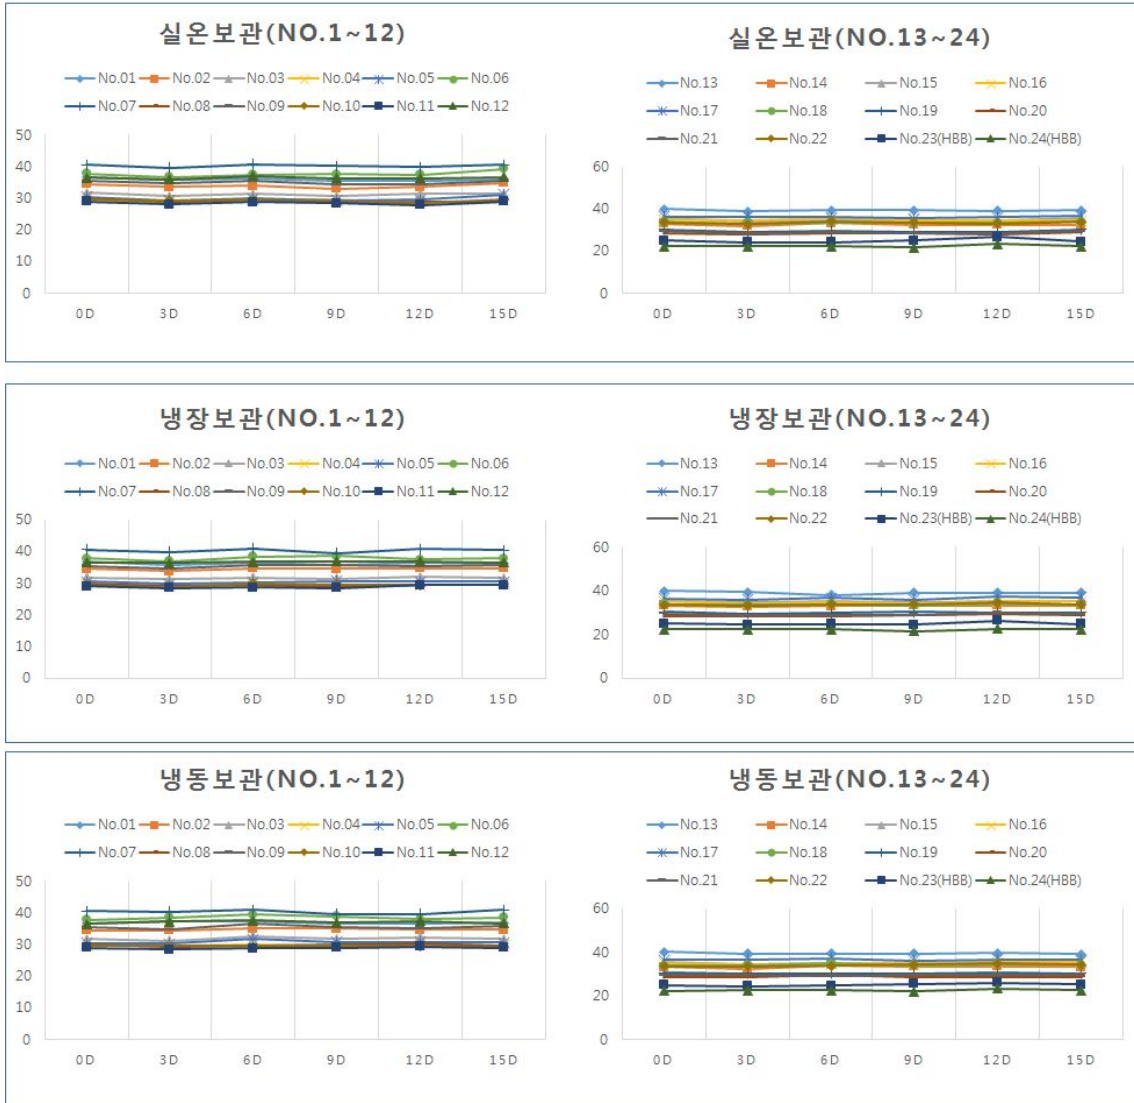 실온보관(NO.1~12)
No.01 No.02 No.03 No.04 No.05 No.06
No.07 No.08 No.09 No.10 No.11 No.12
50
40
30
20
10
0
0D 3D 6D 9D 12D 15D
실온보관(NO.13~24)
No.13 No.14 No.15 No.16
No.17 No.18 No.19 No.20
No.21 No.22 No.23(HBB) No.24(HBB)
60
40
20
0
0D 3D 6D 9D 12D 15D
냉장보관(NO.1~12)
No.01 No.02 No.03 No.04 No.05 No.06
No.07 No.08 No.09 No.10 No.11 No.12
50
40
30
20
10
0
0D 3D 6D 9D 12D 15D
냉장보관(NO.13~24)
No.13 No.14 No.15 No.16
No.17 No.18 No.19 No.20
No.21 No.22 No.23(HBB) No.24(HBB)
60
40
20
0
0D 3D 6D 9D 12D 15D
냉동보관(NO.1~12)
No.01 No.02 No.03 No.04 No.05 No.06
No.07 No.08 No.09 No.10 No.11 No.12
50
40
30
20
10
0
0D 3D 6D 9D 12D 15D
냉동보관(NO.13~24)
No.13 No.14 No.15 No.16
No.17 No.18 No.19 No.20
No.21 No.22 No.23(HBB) No.24(HBB)
60
40
20
0
0D 3D 6D 9D 12D 15D